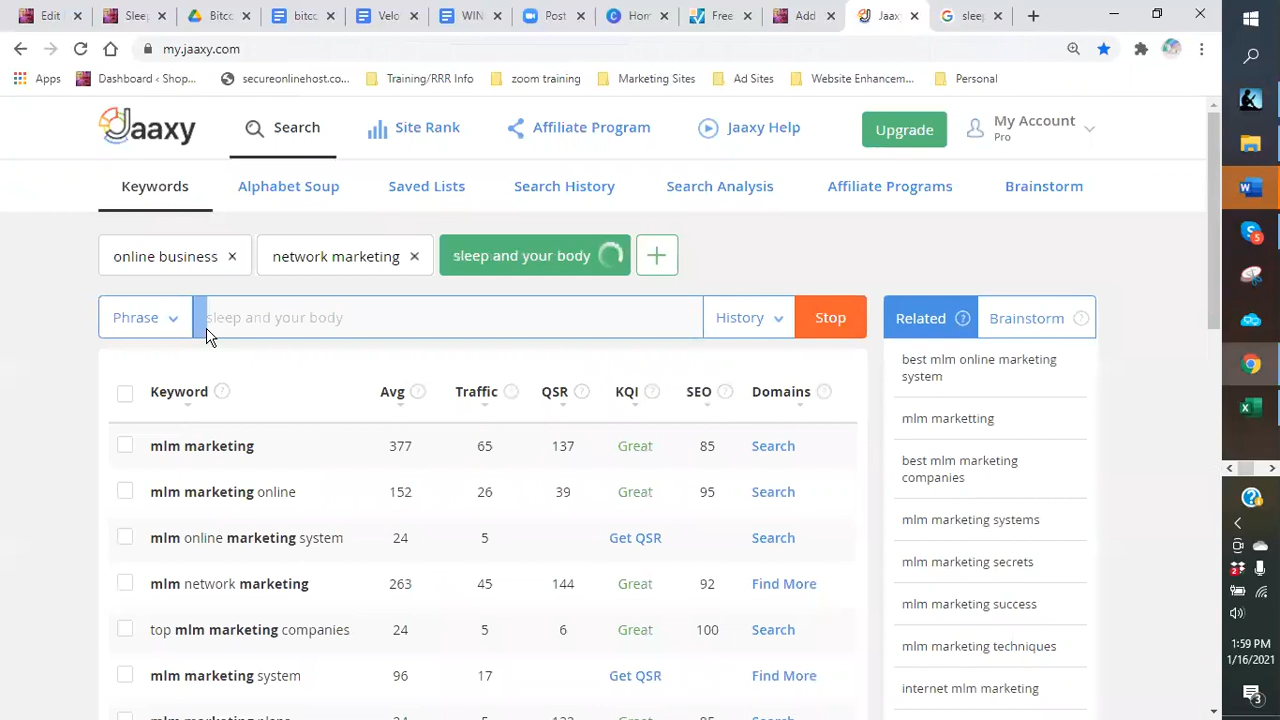 Edit
Sleep
Bitco
bitcc
Velo
WIN
Post
Hom
Free
Add
Jaax
sleep
my.jaaxy.com
Apps
Dashboard ‹ Shop...
secureonlinehost.co...
Training/RRR Info
zoom training
Marketing Sites
Ad Sites
Website Enhancem...
Personal
Jaaxy
Search
Site Rank
Affiliate Program
Jaaxy Help
Upgrade
My Account
Pro
Keywords
Alphabet Soup
Saved Lists
Search History
Search Analysis
Affiliate Programs
Brainstorm
online business ×
network marketing ×
sleep and your body
Phrase
sleep and your body
History
Stop
Related ?
Brainstorm ?
Keyword ? Avg ? Traffic QSR ? KQI ? SEO ? Domains ?
mlm marketing 377 65 137 Great 85 Search
mlm marketing online 152 26 39 Great 95 Search
mlm online marketing system 24 5 Get QSR Search
mlm network marketing 263 45 144 Great 92 Find More
top mlm marketing companies 24 5 6 Great 100 Search
mlm marketing system 96 17 Get QSR Find More
best mlm online marketing
system
mlm marketting
best mlm marketing
companies
mlm marketing systems
mlm marketing secrets
mlm marketing success
mlm marketing techniques
internet mlm marketing
1:59 PM
1/16/2021
3